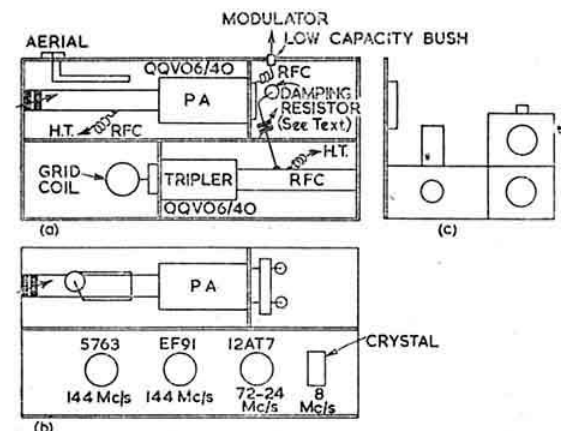 MODULATOR
AERIAL
LOW CAPACITY BUSH
QQVO6/40
RFC
PA
DAMPING
RESISTOR
(See Text)
H.T.
RFC
H.T.
GRID
COIL
TRIPLER
RFC
QQVO6/40
(a)
(c)
PA
5763
EF91
12AT7
CRYSTAL
144 Mc/s
144 Mc/s
72-24
Mc/s
8
Mc/s
(b)